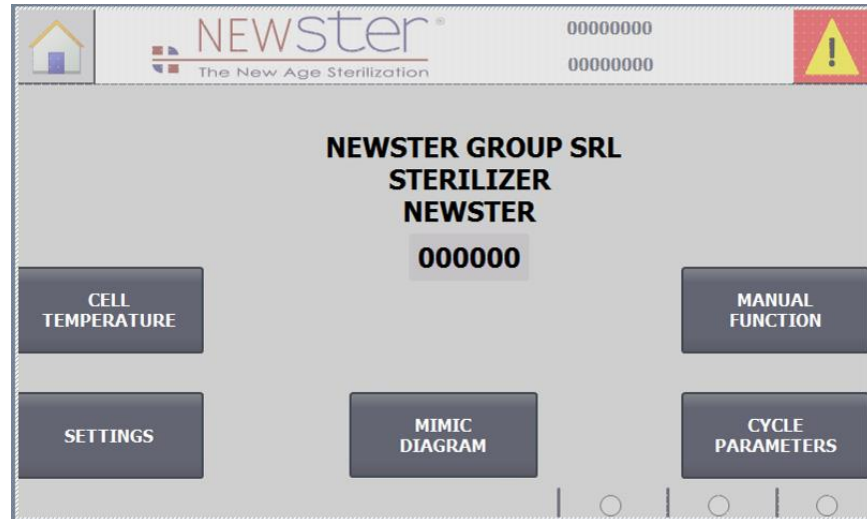 NEWSter®
The New Age Sterilization
00000000
00000000
!
NEWSTER GROUP SRL
STERILIZER
NEWSTER
000000
CELL
TEMPERATURE
MANUAL
FUNCTION
SETTINGS
MIMIC
DIAGRAM
CYCLE
PARAMETERS